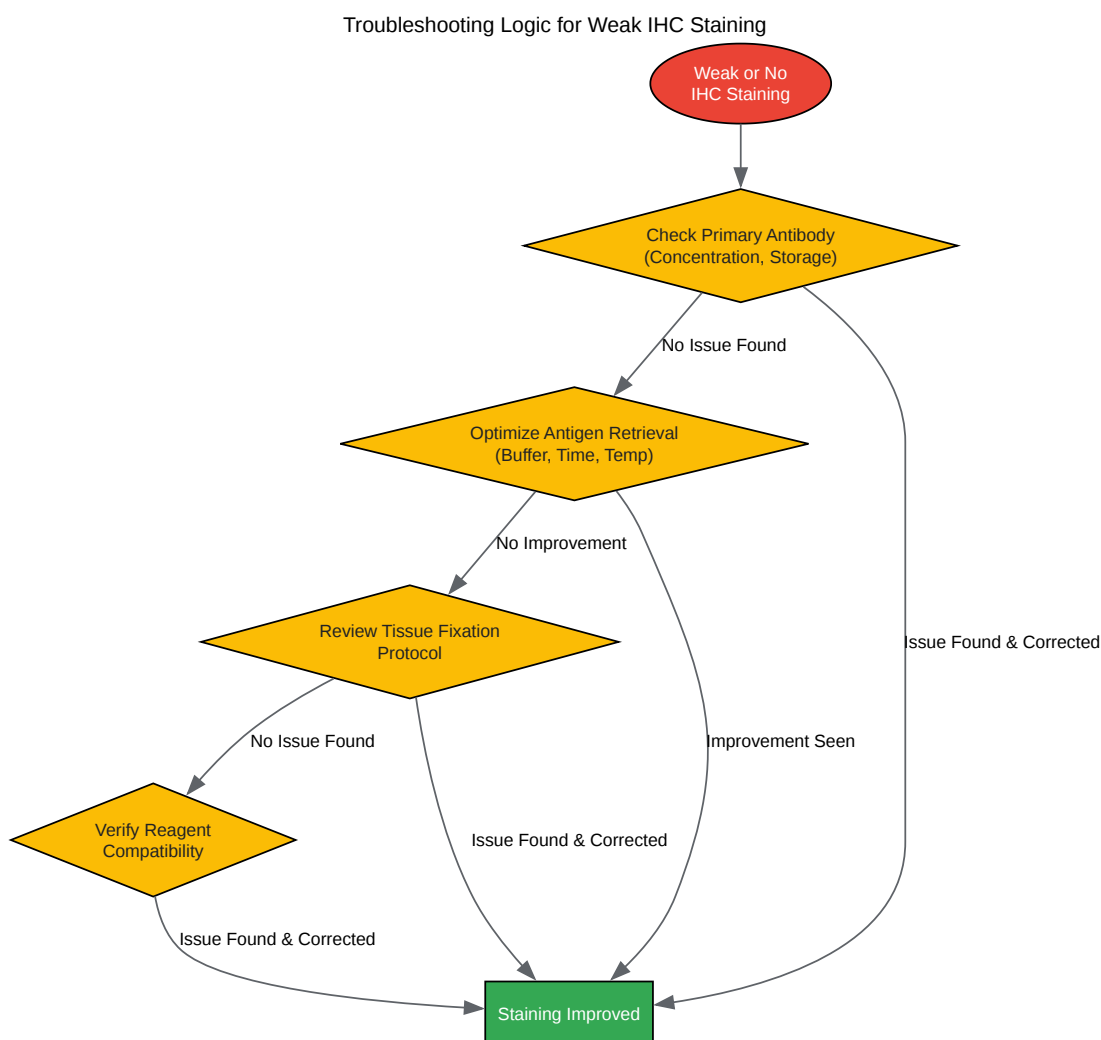 Troubleshooting Logic for Weak IHC Staining
Weak or No
IHC Staining
Check Primary Antibody
(Concentration, Storage)
No Issue Found
Optimize Antigen Retrieval
(Buffer, Time, Temp)
No Improvement
Review Tissue Fixation
Protocol
Issue Found & Corrected
No Issue Found
Improvement Seen
Verify Reagent
Compatibility
Issue Found & Corrected
Issue Found & Corrected
Staining Improved